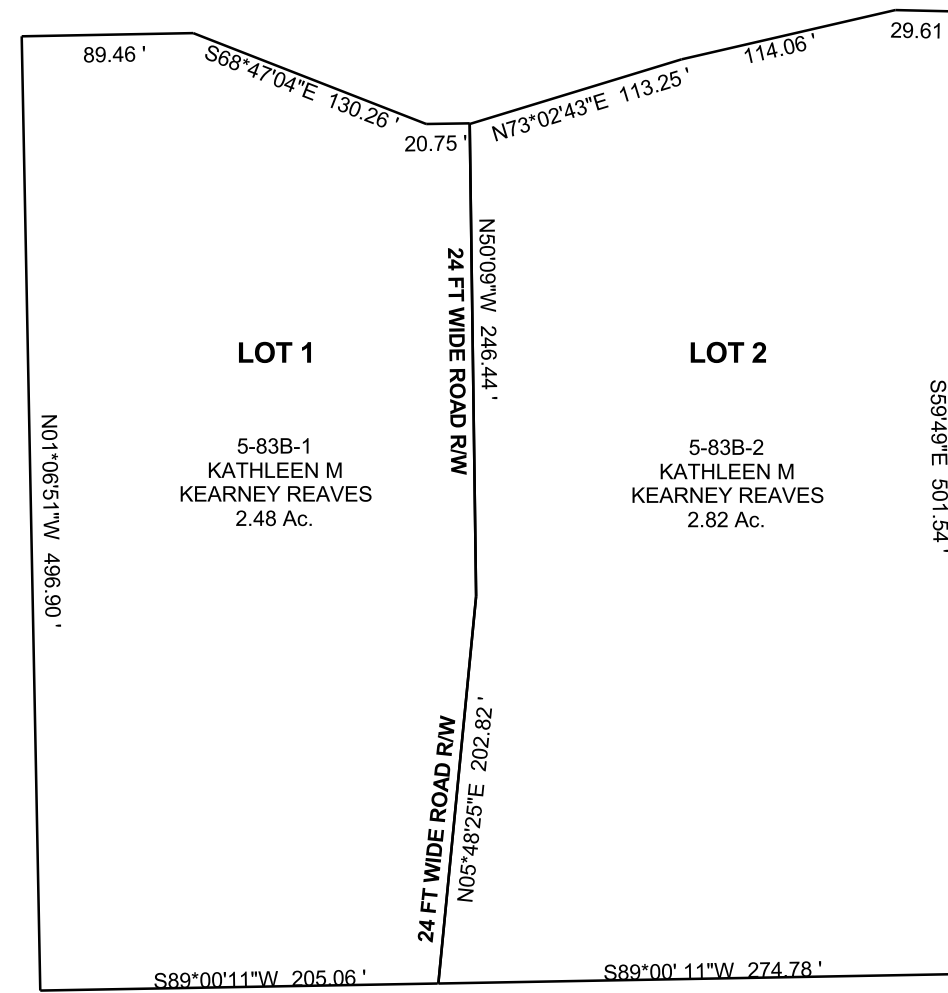 89.46 '
S68*47'04"E 130.26 '
20.75 '
N73*02'43"E 113.25 '
114.06 '
29.61
N50'09"W 246.44 '
24 FT WIDE ROAD R/W
LOT 1
5-83B-1
KATHLEEN M
KEARNEY REAVES
2.48 Ac.
LOT 2
5-83B-2
KATHLEEN M
KEARNEY REAVES
2.82 Ac.
N01*06'51"W 496.90 '
S59'49"E 501.54 '
24 FT WIDE ROAD R/W
N05*48'25"E 202.82 '
S89*00'11"W 205.06 '
S89*00' 11"W 274.78 '